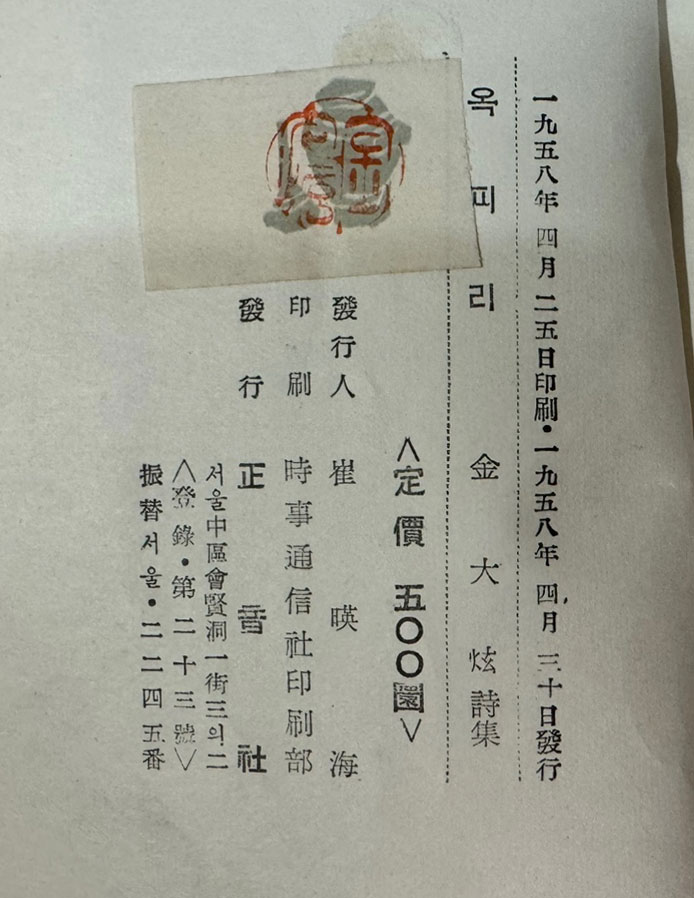 一九五八年 四月 二五日印刷·一九五八年 四月 三十日發行
옥피리 金大炫詩集
<定價 五〇〇圜>
發行人 崔暎海
印刷 時事通信社印刷部
發行 正音社
서울中區會賢洞一街三의二
<登錄·第二十三號>
振替서울·二二四五番